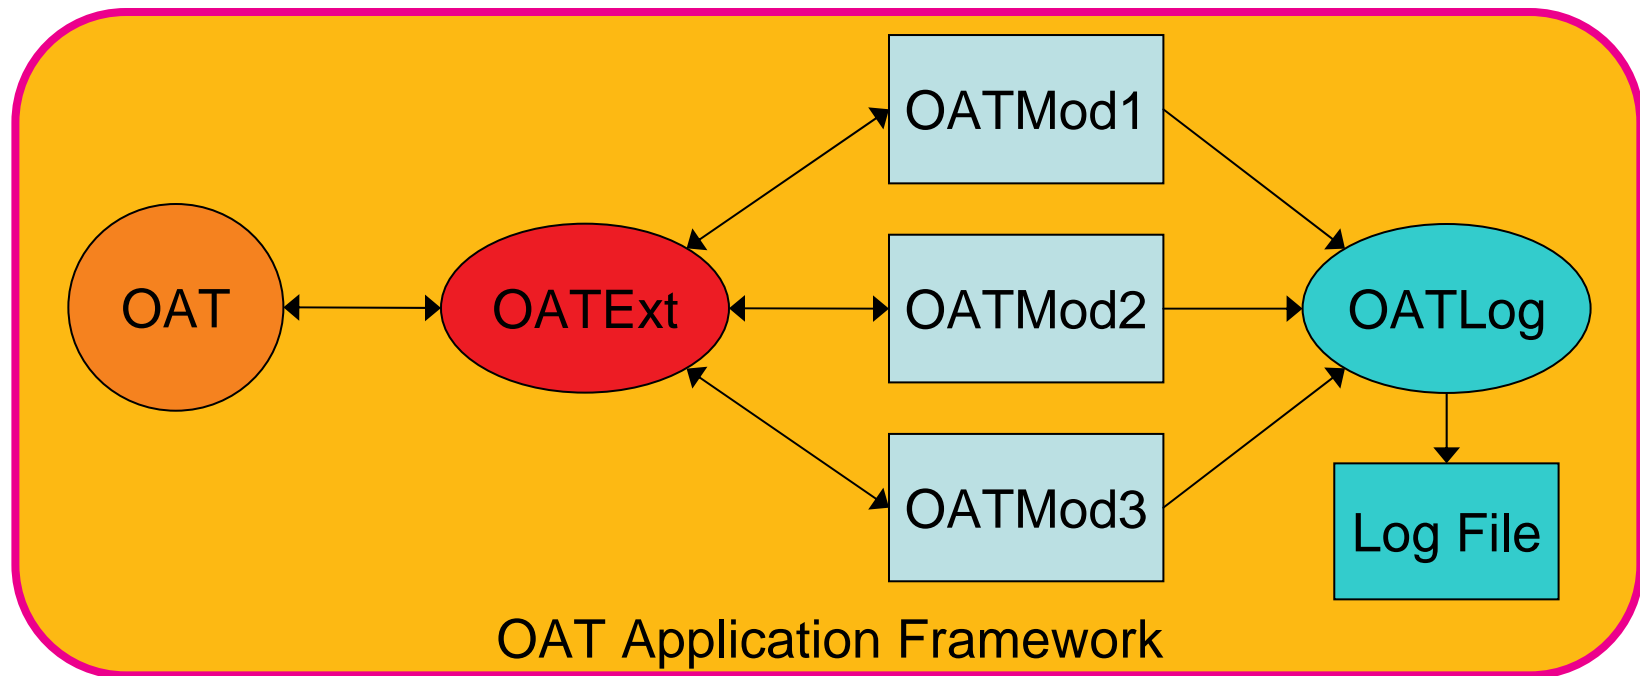 OATMod1
OAT
OATExt
OATMod2
OATLog
OATMod3
Log File
OAT Application Framework